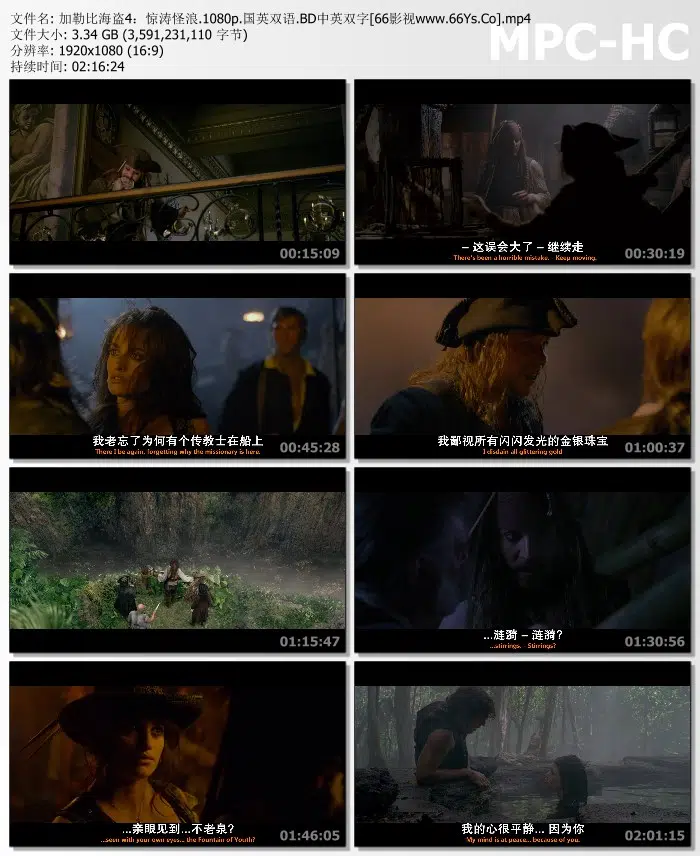 文件名: 加勒比海盗4：惊涛怪浪.1080p.国英双语.BD中英双字[66影视www.66Ys.Co].mp4
MPC-HC
文件大小: 3.34 GB (3,591,231,110 字节)
分辨率: 1920x1080 (16:9)
持续时间: 02:16:24
00:15:09
– 这误会大了 – 继续走
There's been a horrible mistake. Keep moving.
00:30:19
我老忘了为何有个传教士在船上
There I be again, forgetting why the missionary is here.
00:45:28
我鄙视所有闪闪发光的金银珠宝
I disdain all glittering gold
01:00:37
01:15:47
...涟漪 – 涟漪?
...stirrings. Stirrings?
01:30:56
...亲眼见到...不老泉?
...seen with your own eyes... the Fountain of Youth?
01:46:05
我的心很平静... 因为你
My mind is at peace... because of you.
02:01:15